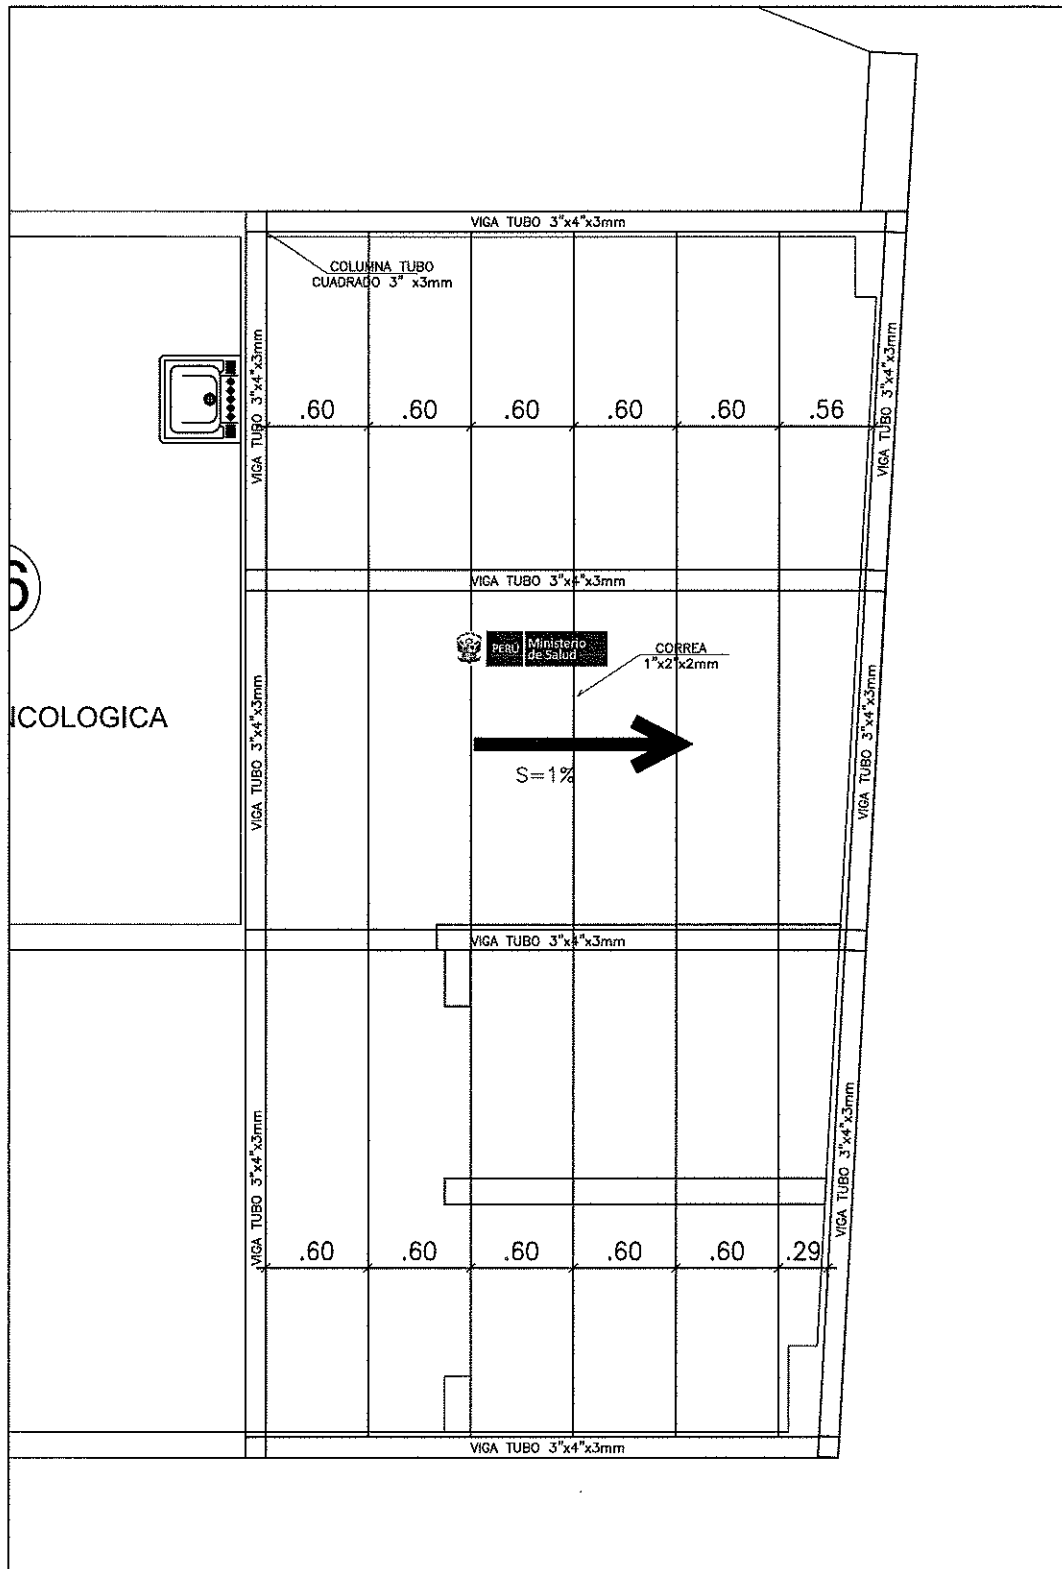 VIGA TUBO 3"x4"x3mm
COLUMNA TUBO
CUADRADO 3" x3mm
VIGA TUBO 3"x4"x3mm
VIGA TUBO 3"x4"x3mm
.60 .60 .60 .60 .60 .56
VIGA TUBO 3"x4"x3mm
6
PERÚ Ministerio
de Salud
CORREA
1"x2"x2mm
NCOLOGICA
VIGA TUBO 3"x4"x3mm
VIGA TUBO 3"x4"x3mm
S=1%
VIGA TUBO 3"x4"x3mm
VIGA TUBO 3"x4"x3mm
VIGA TUBO 3"x4"x3mm
.60 .60 .60 .60 .60 .29
VIGA TUBO 3"x4"x3mm